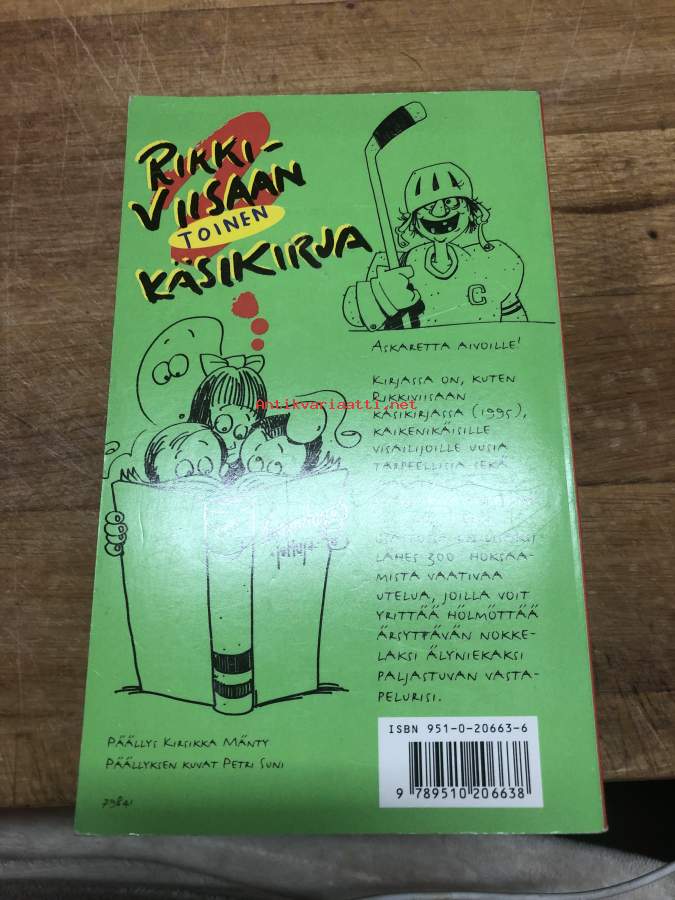 RIKKI-
VIISAAN
TOINEN
KÄSIKIRJA
C
ASKARETTA AIVOILLE!
Antikvariaatti.net
KIRJASSA ON, KUTEN
RIKKIVIISAAN
KÄSIKIRJASSA (1995),
KAIKENIKÄISILLE
VISAILIJOILLE UUSIA
TARPEELLISIA SEKÄ
LÄHES 300 HOKSAA-
MISTA VAATIVAA
UTELUA, JOILLA VOIT
YRITTÄÄ HÖLMÖTTÄÄ
ÄRSYTTÄVÄN NOKKE-
LAKSI ÄLYNIEKAKSI
PALJASTUVAN VASTA-
PELURISI.
PÄÄLLYS KIRSIKKA MÄNTY
PÄÄLLYKSEN KUVAT PETRI SUNI
79841
ISBN 951-0-20663-6
9 789510 206638